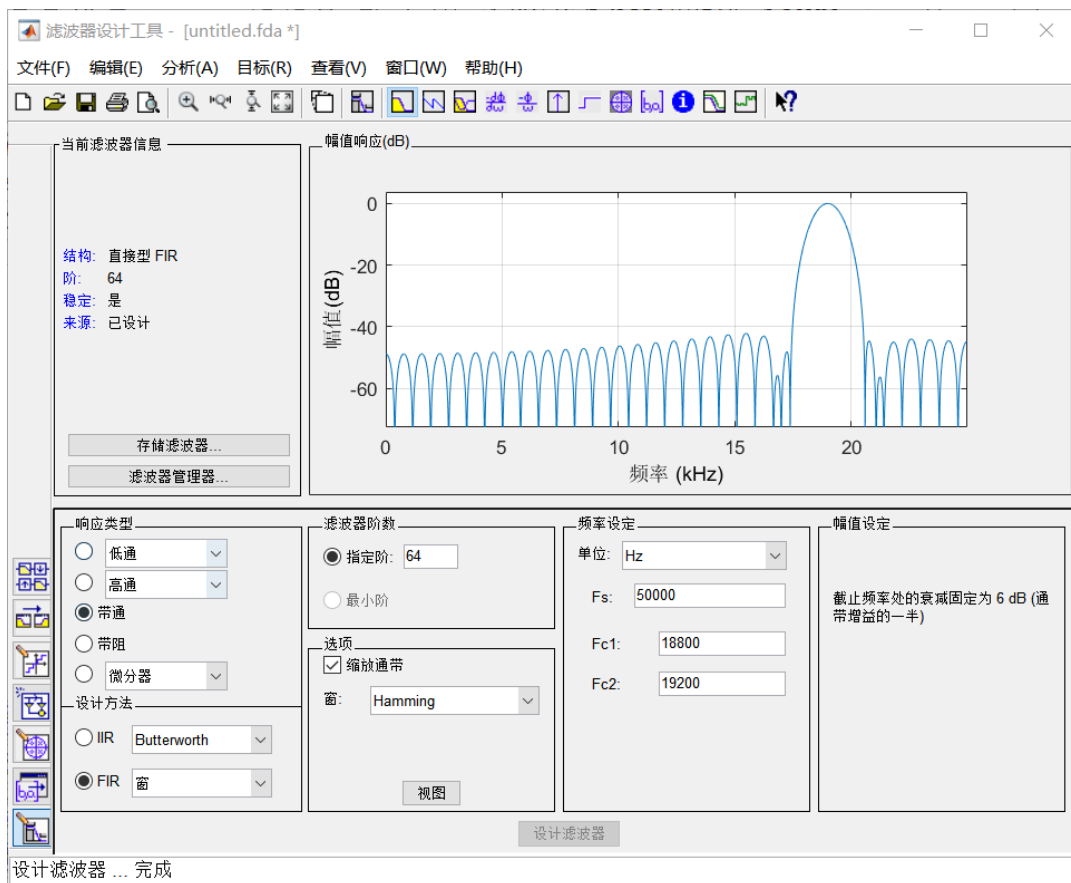 滤波器设计工具 - [untitled.fda *]
文件(F) 编辑(E) 分析(A) 目标(R) 查看(V) 窗口(W) 帮助(H)
当前滤波器信息
结构: 直接型 FIR
阶: 64
稳定: 是
来源: 已设计
存储滤波器...
滤波器管理器...
幅值响应(dB)
0
-20
-40
-60
幅值(dB)
0 5 10 15 20
频率 (kHz)
响应类型
低通
高通
带通
带阻
微分器
设计方法
IIR Butterworth
FIR 窗
滤波器阶数
指定阶: 64
最小阶
选项
缩放通带
窗: Hamming
视图
频率设定
单位: Hz
Fs: 50000
Fc1: 18800
Fc2: 19200
幅值设定
截止频率处的衰减固定为 6 dB (通
带增益的一半)
设计滤波器
设计滤波器 ... 完成